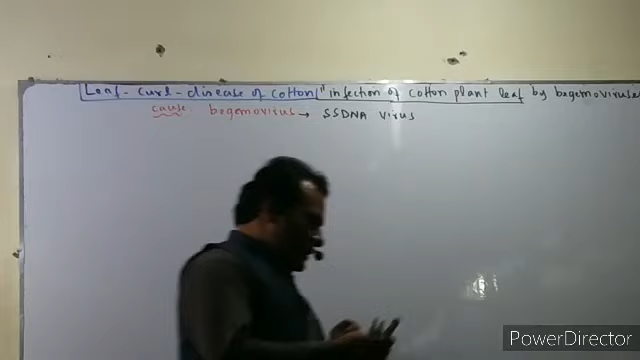 Leaf-curl-disease of cotton "infection of cotton plant leaf by begomoviruses
cause: begomovirus → SSDNA virus
PowerDirector